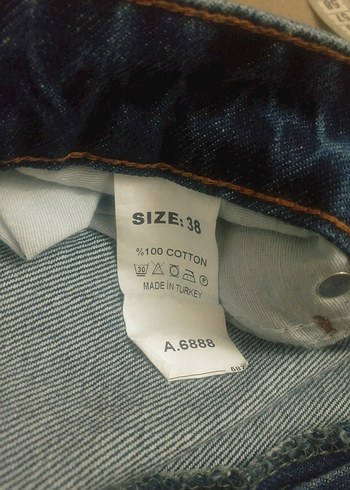 SIZE: 38
%100 COTTON
MADE IN TURKEY
A.6888